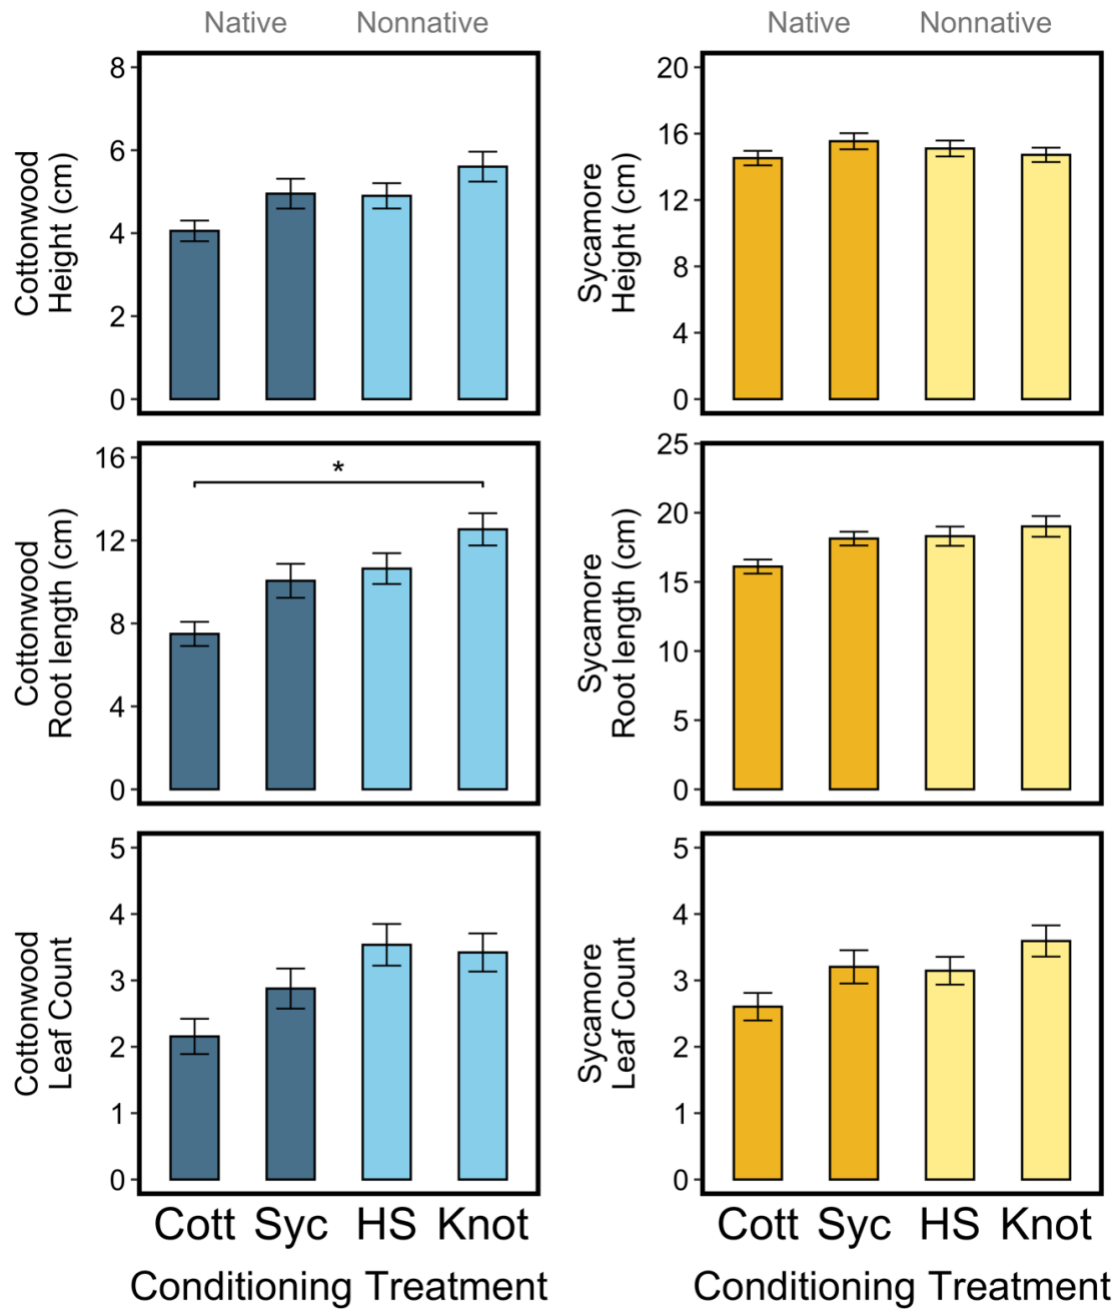 Native Nonnative
Native Nonnative
Cottonwood
Height (cm)
8
6
4
2
0
Sycamore
Height (cm)
20
16
12
8
4
0
Cottonwood
Root length (cm)
16
12
8
4
0
*
Sycamore
Root length (cm)
25
20
15
10
5
0
Cottonwood
Leaf Count
5
4
3
2
1
0
Sycamore
Leaf Count
5
4
3
2
1
0
Cott Syc HS Knot
Conditioning Treatment
Cott Syc HS Knot
Conditioning Treatment